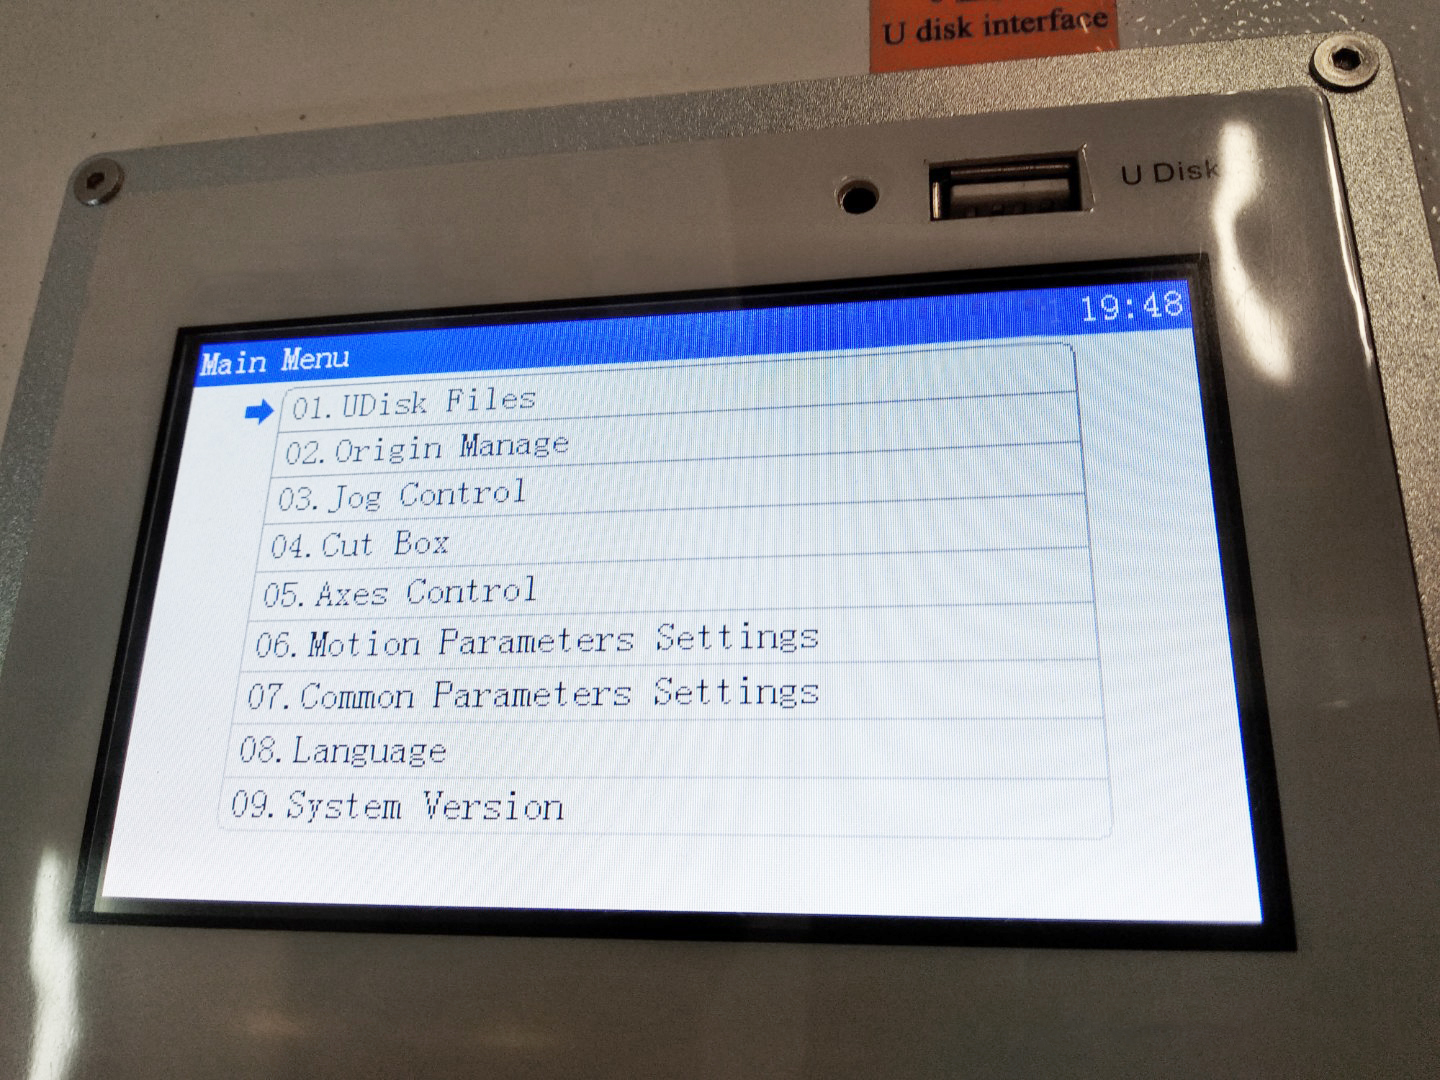 U disk interface
U Disk
Main Menu 19:48
01.UDisk Files
02.Origin Manage
03.Jog Control
04.Cut Box
05.Axes Control
06.Motion Parameters Settings
07.Common Parameters Settings
08.Language
09.System Version